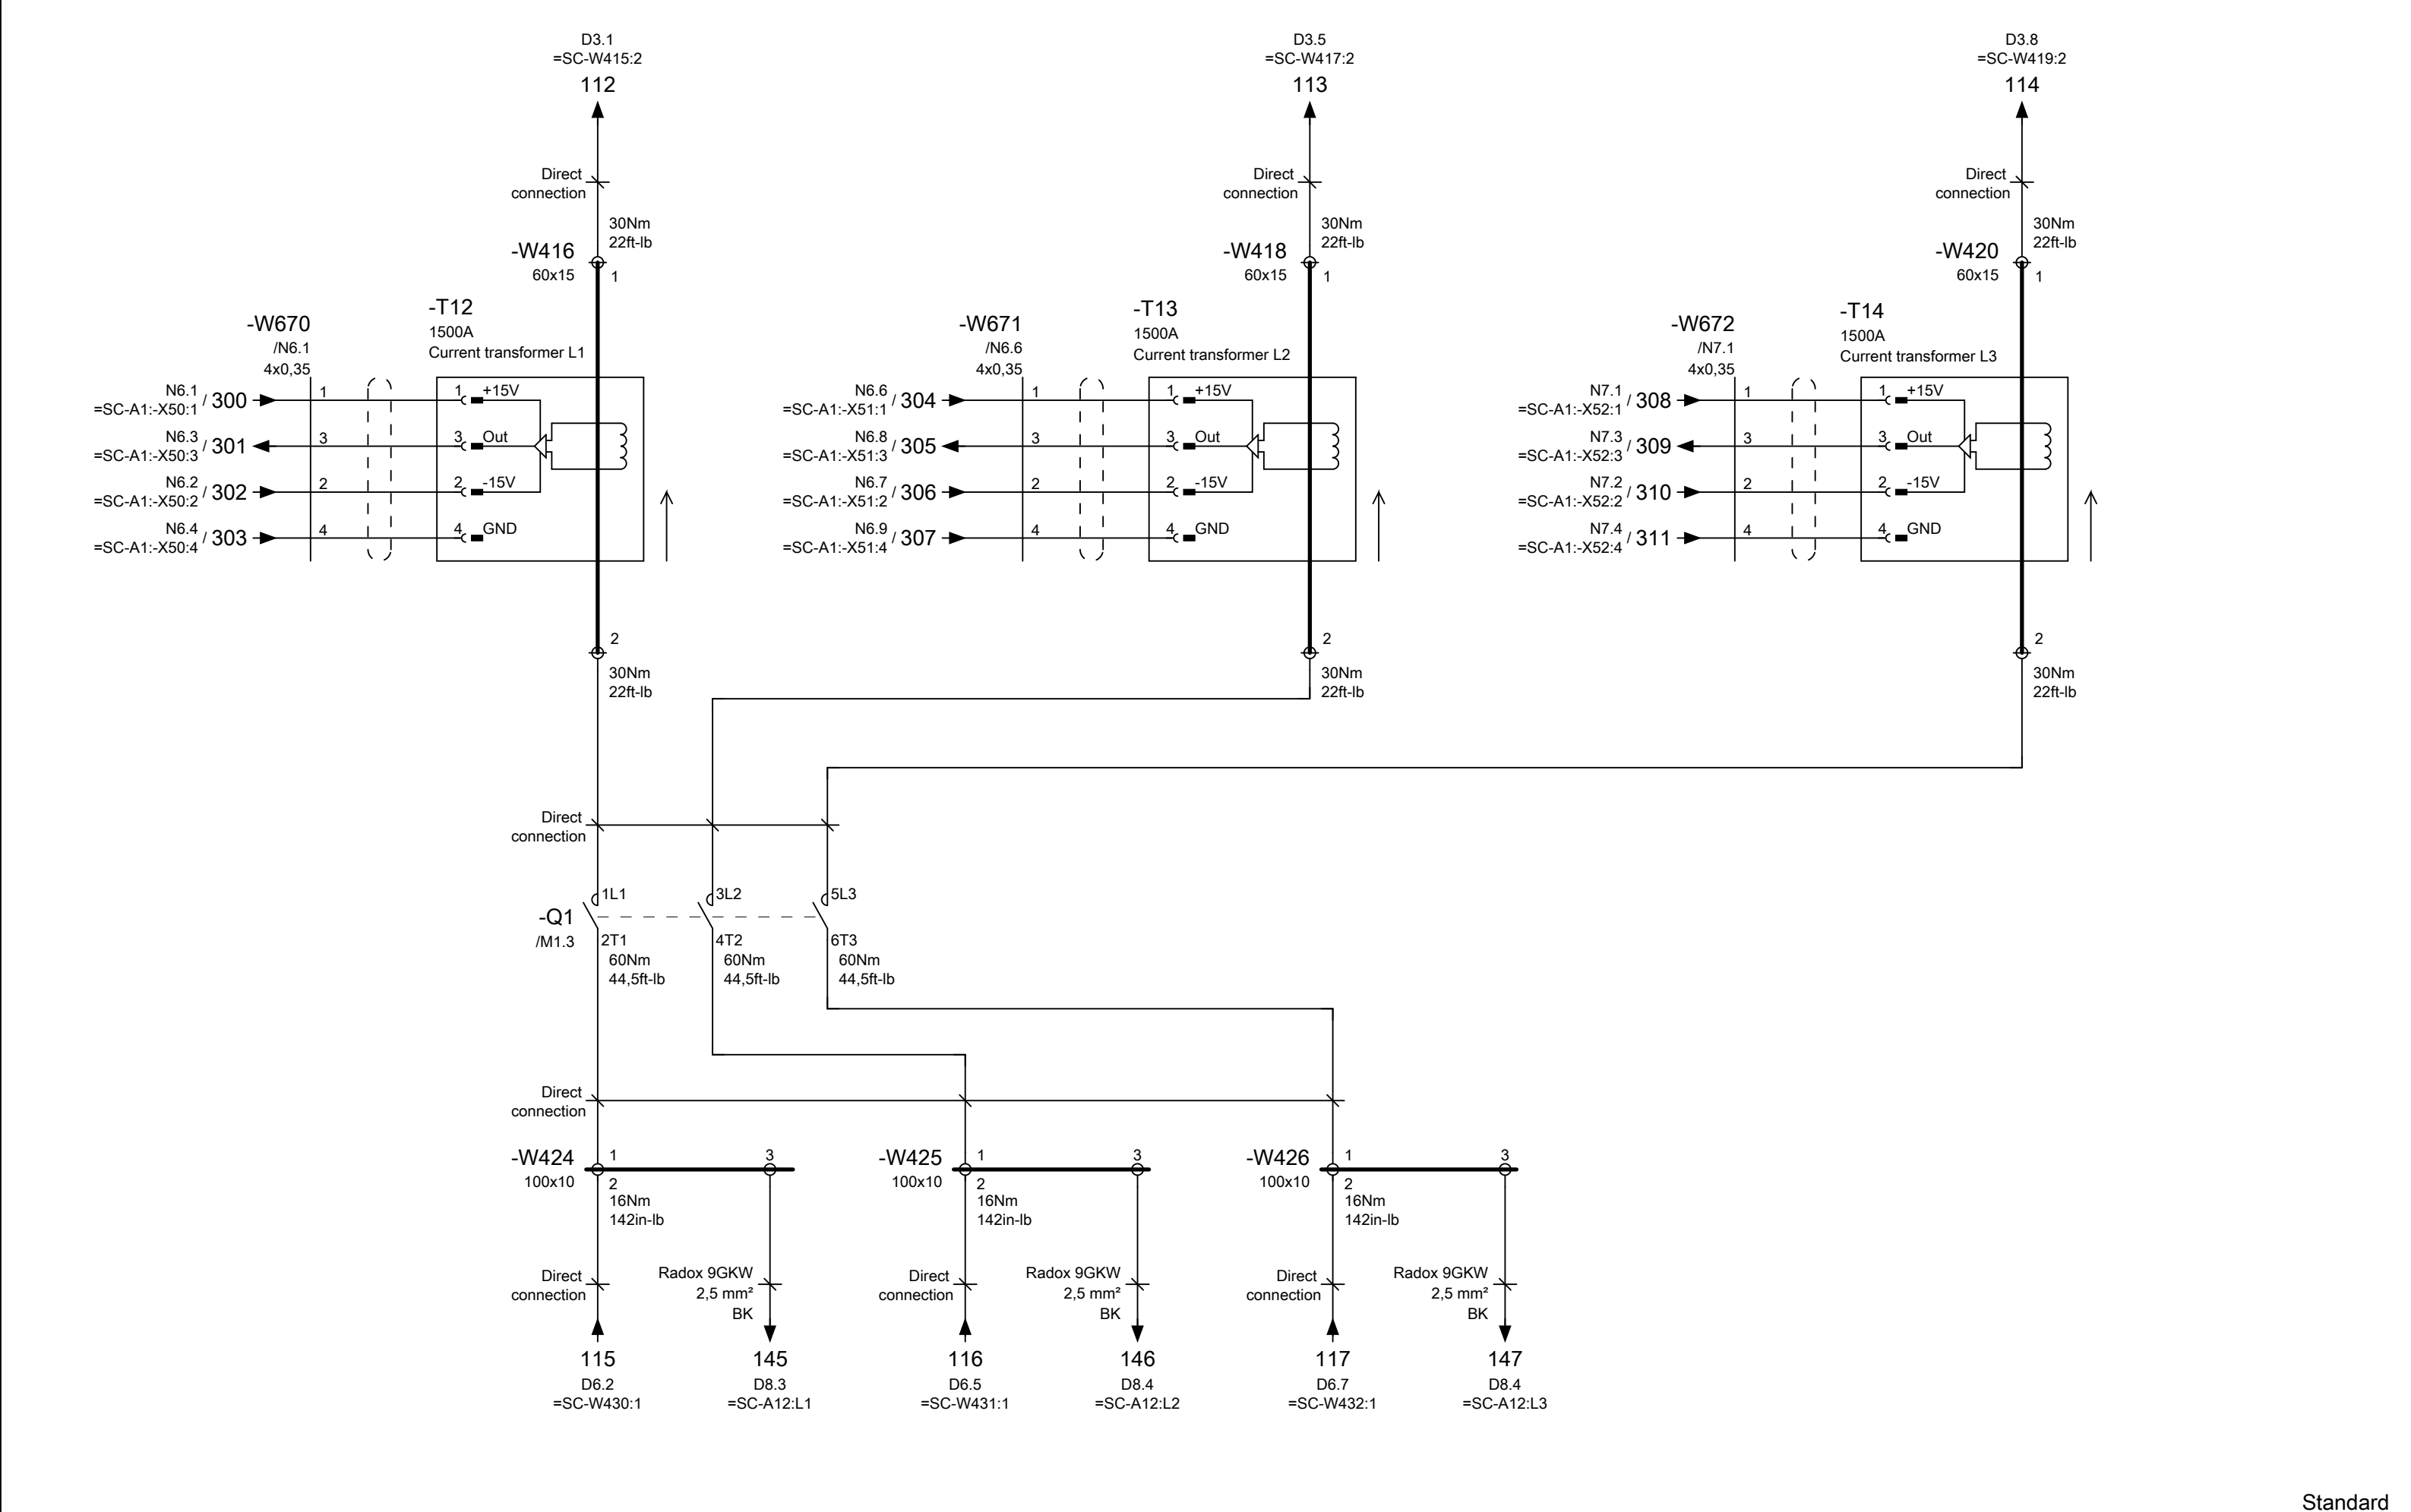 D3.1
=SC-W415:2
112
D3.5
=SC-W417:2
113
D3.8
=SC-W419:2
114
Direct
connection
30Nm
22ft-lb
-W416
60x15
1
Direct
connection
30Nm
22ft-lb
-W418
60x15
1
Direct
connection
30Nm
22ft-lb
-W420
60x15
1
-W670
/N6.1
4x0,35
-T12
1500A
Current transformer L1
N6.1
=SC-A1:-X50:1
/ 300
1
1
+15V
N6.3
=SC-A1:-X50:3
/ 301
3
3
Out
N6.2
=SC-A1:-X50:2
/ 302
2
2
-15V
N6.4
=SC-A1:-X50:4
/ 303
4
4
GND
2
30Nm
22ft-lb
-W671
/N6.6
4x0,35
-T13
1500A
Current transformer L2
N6.6
=SC-A1:-X51:1
/ 304
1
1
+15V
N6.8
=SC-A1:-X51:3
/ 305
3
3
Out
N6.7
=SC-A1:-X51:2
/ 306
2
2
-15V
N6.9
=SC-A1:-X51:4
/ 307
4
4
GND
2
30Nm
22ft-lb
-W672
/N7.1
4x0,35
-T14
1500A
Current transformer L3
N7.1
=SC-A1:-X52:1
/ 308
1
1
+15V
N7.3
=SC-A1:-X52:3
/ 309
3
3
Out
N7.2
=SC-A1:-X52:2
/ 310
2
2
-15V
N7.4
=SC-A1:-X52:4
/ 311
4
4
GND
2
30Nm
22ft-lb
Direct
connection
-Q1
/M1.3
1L1
3L2
5L3
2T1
60Nm
44,5ft-lb
4T2
60Nm
44,5ft-lb
6T3
60Nm
44,5ft-lb
Direct
connection
-W424
100x10
1
3
2
16Nm
142in-lb
-W425
100x10
1
3
2
16Nm
142in-lb
-W426
100x10
1
3
2
16Nm
142in-lb
Direct
connection
Radox 9GKW
2,5 mm²
BK
Direct
connection
Radox 9GKW
2,5 mm²
BK
Direct
connection
Radox 9GKW
2,5 mm²
BK
115
D6.2
=SC-W430:1
145
D8.3
=SC-A12:L1
116
D6.5
=SC-W431:1
146
D8.4
=SC-A12:L2
117
D6.7
=SC-W432:1
147
D8.4
=SC-A12:L3
Standard